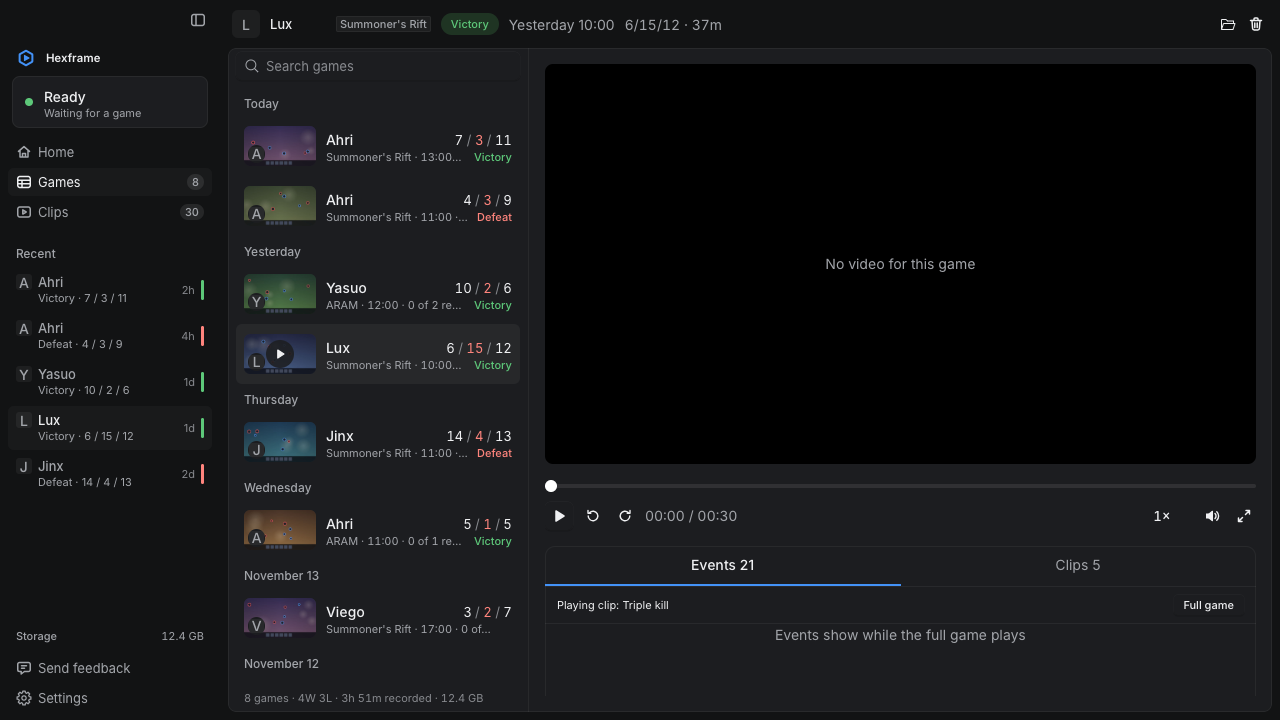 L Lux Summoner's Rift Victory Yesterday 10:00 6/15/12 · 37m
Hexframe
Ready
Waiting for a game
Home
Games 8
Clips 30
Recent
A Ahri 2h
Victory · 7 / 3 / 11
A Ahri 4h
Defeat · 4 / 3 / 9
Y Yasuo 1d
Victory · 10 / 2 / 6
L Lux 1d
Victory · 6 / 15 / 12
J Jinx 2d
Defeat · 14 / 4 / 13
Storage 12.4 GB
Send feedback
Settings
Search games
Today
A Ahri 7 / 3 / 11
Summoner's Rift · 13:00... Victory
A Ahri 4 / 3 / 9
Summoner's Rift · 11:00 ·... Defeat
Yesterday
Y Yasuo 10 / 2 / 6
ARAM · 12:00 · 0 of 2 re... Victory
L Lux 6 / 15 / 12
Summoner's Rift · 10:00... Victory
Thursday
J Jinx 14 / 4 / 13
Summoner's Rift · 11:00 ·... Defeat
Wednesday
A Ahri 5 / 1 / 5
ARAM · 11:00 · 0 of 1 re... Victory
November 13
V Viego 3 / 2 / 7
Summoner's Rift · 17:00 · 0 of...
November 12
8 games · 4W 3L · 3h 51m recorded · 12.4 GB
No video for this game
00:00 / 00:30 1×
Events 21 Clips 5
Playing clip: Triple kill Full game
Events show while the full game plays